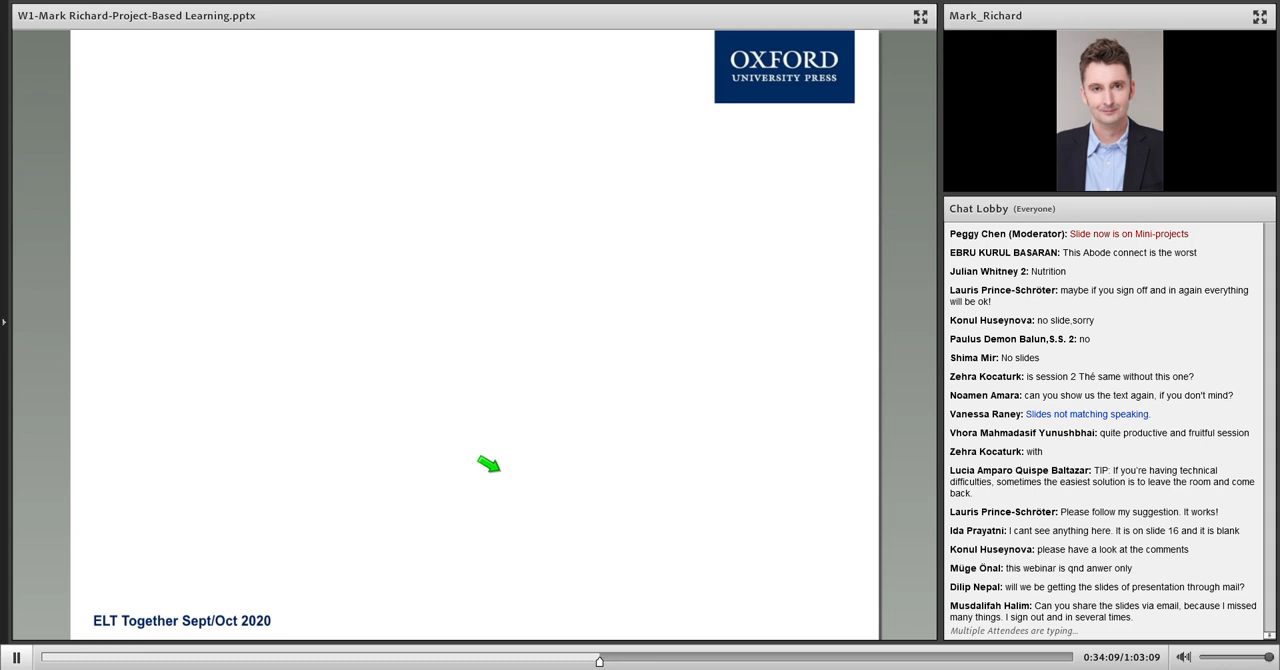 W1-Mark Richard-Project-Based Learning.pptx
OXFORD
UNIVERSITY PRESS
ELT Together Sept/Oct 2020
Mark_Richard
Chat Lobby (Everyone)
Peggy Chen (Moderator): Slide now is on Mini-projects
EBRU KURUL BASARAN: This Abode connect is the worst
Julian Whitney 2: Nutrition
Lauris Prince-Schröter: maybe if you sign off and in again everything
will be ok!
Konul Huseynova: no slide,sorry
Paulus Demon Balun,S.S. 2: no
Shima Mir: No slides
Zehra Kocaturk: is session 2 Thé same without this one?
Noamen Amara: can you show us the text again, if you don't mind?
Vanessa Raney: Slides not matching speaking.
Vhora Mahmadasif Yunushbhai: quite productive and fruitful session
Zehra Kocaturk: with
Lucia Amparo Quispe Baltazar: TIP: If you're having technical
difficulties, sometimes the easiest solution is to leave the room and come
back.
Lauris Prince-Schröter: Please follow my suggestion. It works!
Ida Prayatni: I cant see anything here. It is on slide 16 and it is blank
Konul Huseynova: please have a look at the comments
Müge Önal: this webinar is qnd anwer only
Dilip Nepal: will we be getting the slides of presentation through mail?
Musdalifah Halim: Can you share the slides via email, because I missed
many things. I sign out and in several times.
Multiple Attendees are typing...
0:34:09/1:03:09